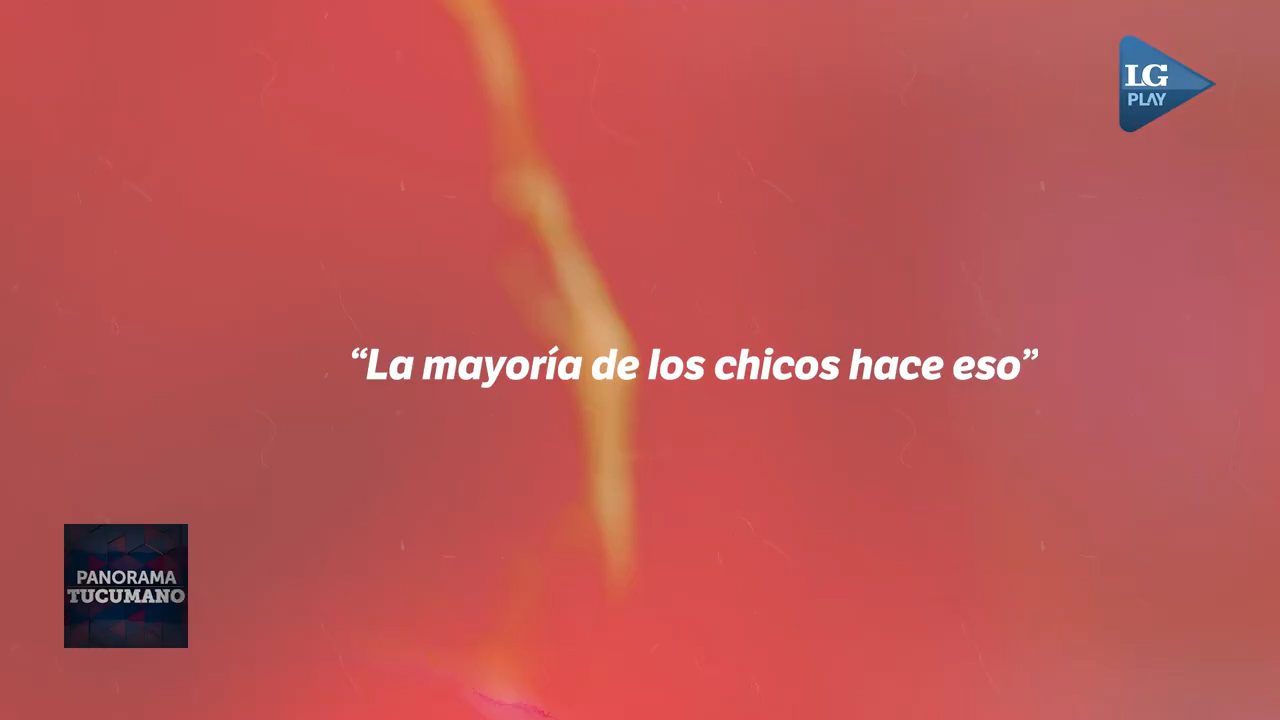 LG
PLAY
“La mayoría de los chicos hace eso”
PANORAMA
TUCUMANO